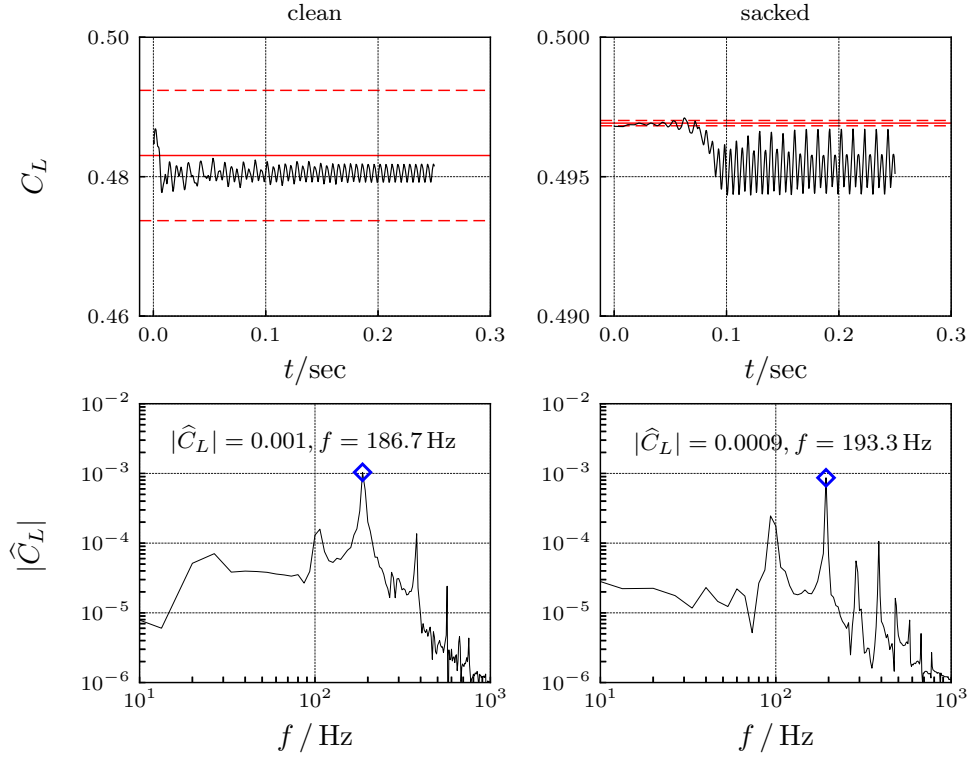 clean
sacked
0.50
0.48
0.46
C_L
0.0 0.1 0.2 0.3
t/sec
0.500
0.495
0.490
0.0 0.1 0.2 0.3
t/sec
10^−2
10^−3
10^−4
10^−5
10^−6
|Ĉ_L|
|Ĉ_L| = 0.001, f = 186.7 Hz
10^1 10^2 10^3
f / Hz
10^−2
10^−3
10^−4
10^−5
10^−6
|Ĉ_L| = 0.0009, f = 193.3 Hz
10^1 10^2 10^3
f / Hz